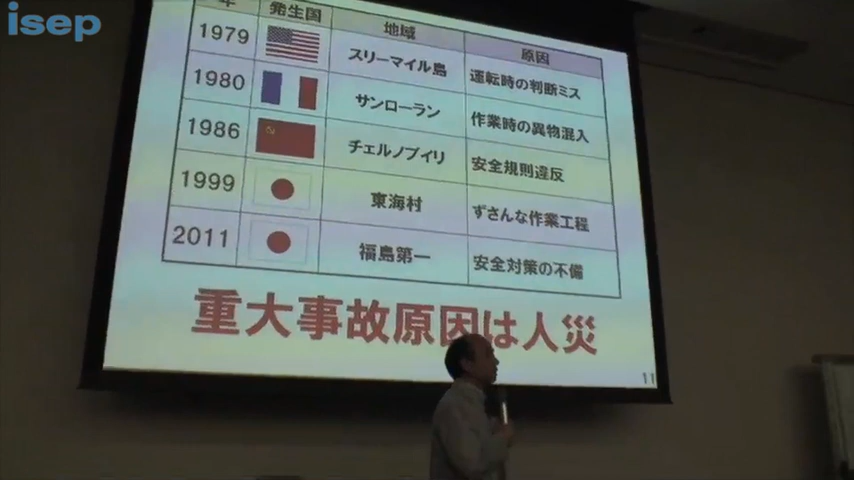 isep
年 発生国 地域 原因
1979 スリーマイル島 運転時の判断ミス
1980 サンローラン 作業時の異物混入
1986 チェルノブイリ 安全規則違反
1999 東海村 ずさんな作業工程
2011 福島第一 安全対策の不備
重大事故原因は人災
11